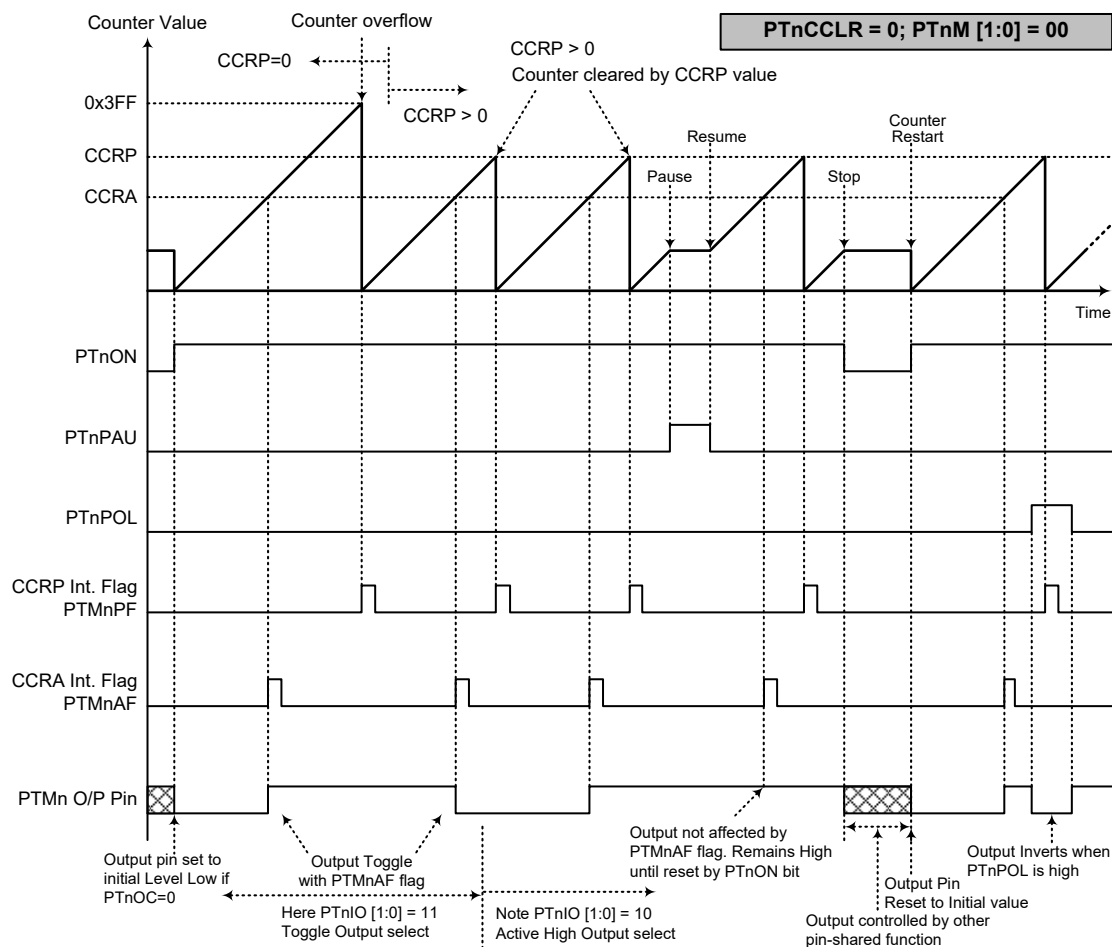 Counter Value
Counter overflow
PTnCCLR = 0; PTnM [1:0] = 00
CCRP=0
CCRP > 0
CCRP > 0
Counter cleared by CCRP value
0x3FF
CCRP
CCRA
Pause
Resume
Stop
Counter
Restart
Time
PTnON
PTnPAU
PTnPOL
CCRP Int. Flag
PTMnPF
CCRA Int. Flag
PTMnAF
PTMn O/P Pin
Output pin set to
initial Level Low if
PTnOC=0
Output Toggle
with PTMnAF flag
Here PTnIO [1:0] = 11
Toggle Output select
Note PTnIO [1:0] = 10
Active High Output select
Output not affected by
PTMnAF flag. Remains High
until reset by PTnON bit
Output Pin
Reset to Initial value
Output controlled by other
pin-shared function
Output Inverts when
PTnPOL is high